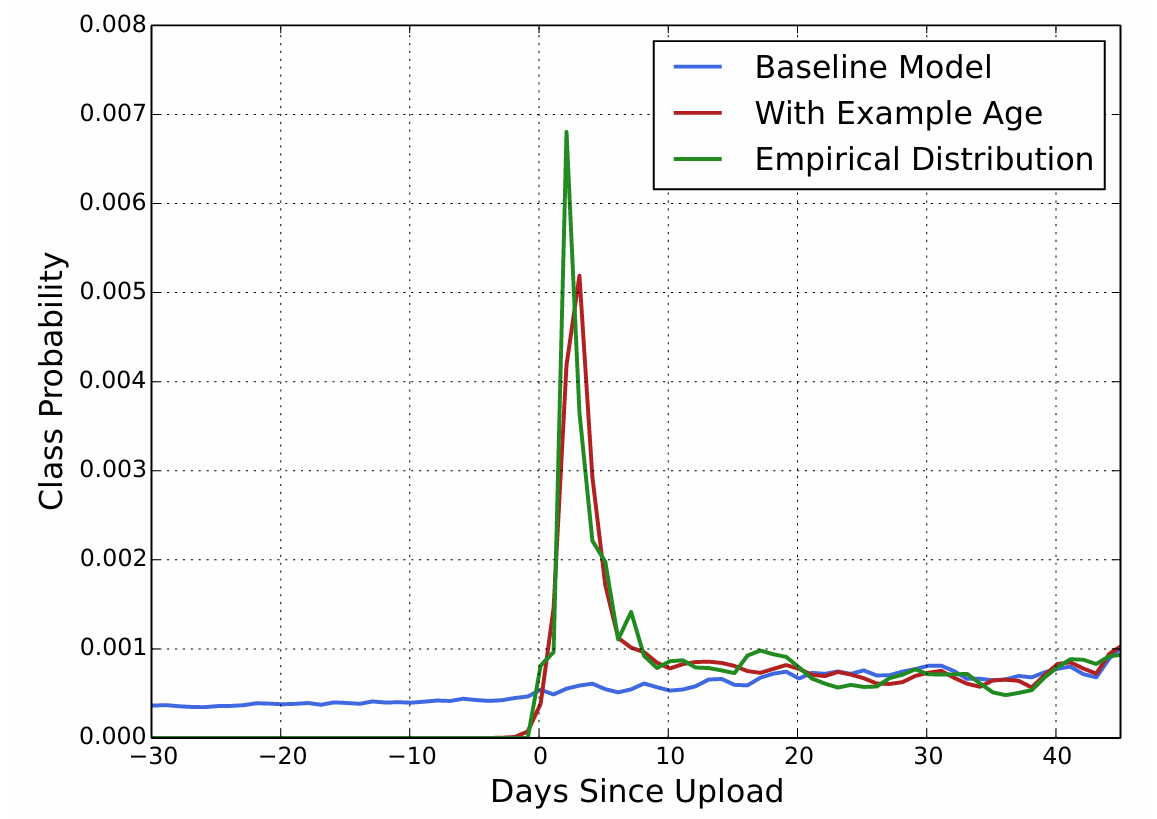 0.008
0.007
0.006
0.005
0.004
0.003
0.002
0.001
0.000
Class Probability
Baseline Model
With Example Age
Empirical Distribution
−30 −20 −10 0 10 20 30 40
Days Since Upload